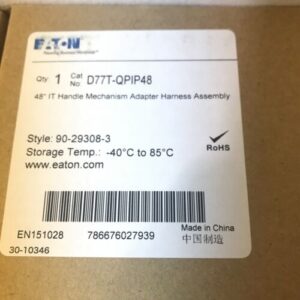 EATON
Powering Business Worldwide
Qty. 1 Cat No. D77T-QPIP48
48" IT Handle Mechanism Adapter Harness Assembly
Style: 90-29308-3
Storage Temp.: -40°C to 85°C
www.eaton.com
RoHS
Made in China
EN151028 786676027939 中国制造
30-10346